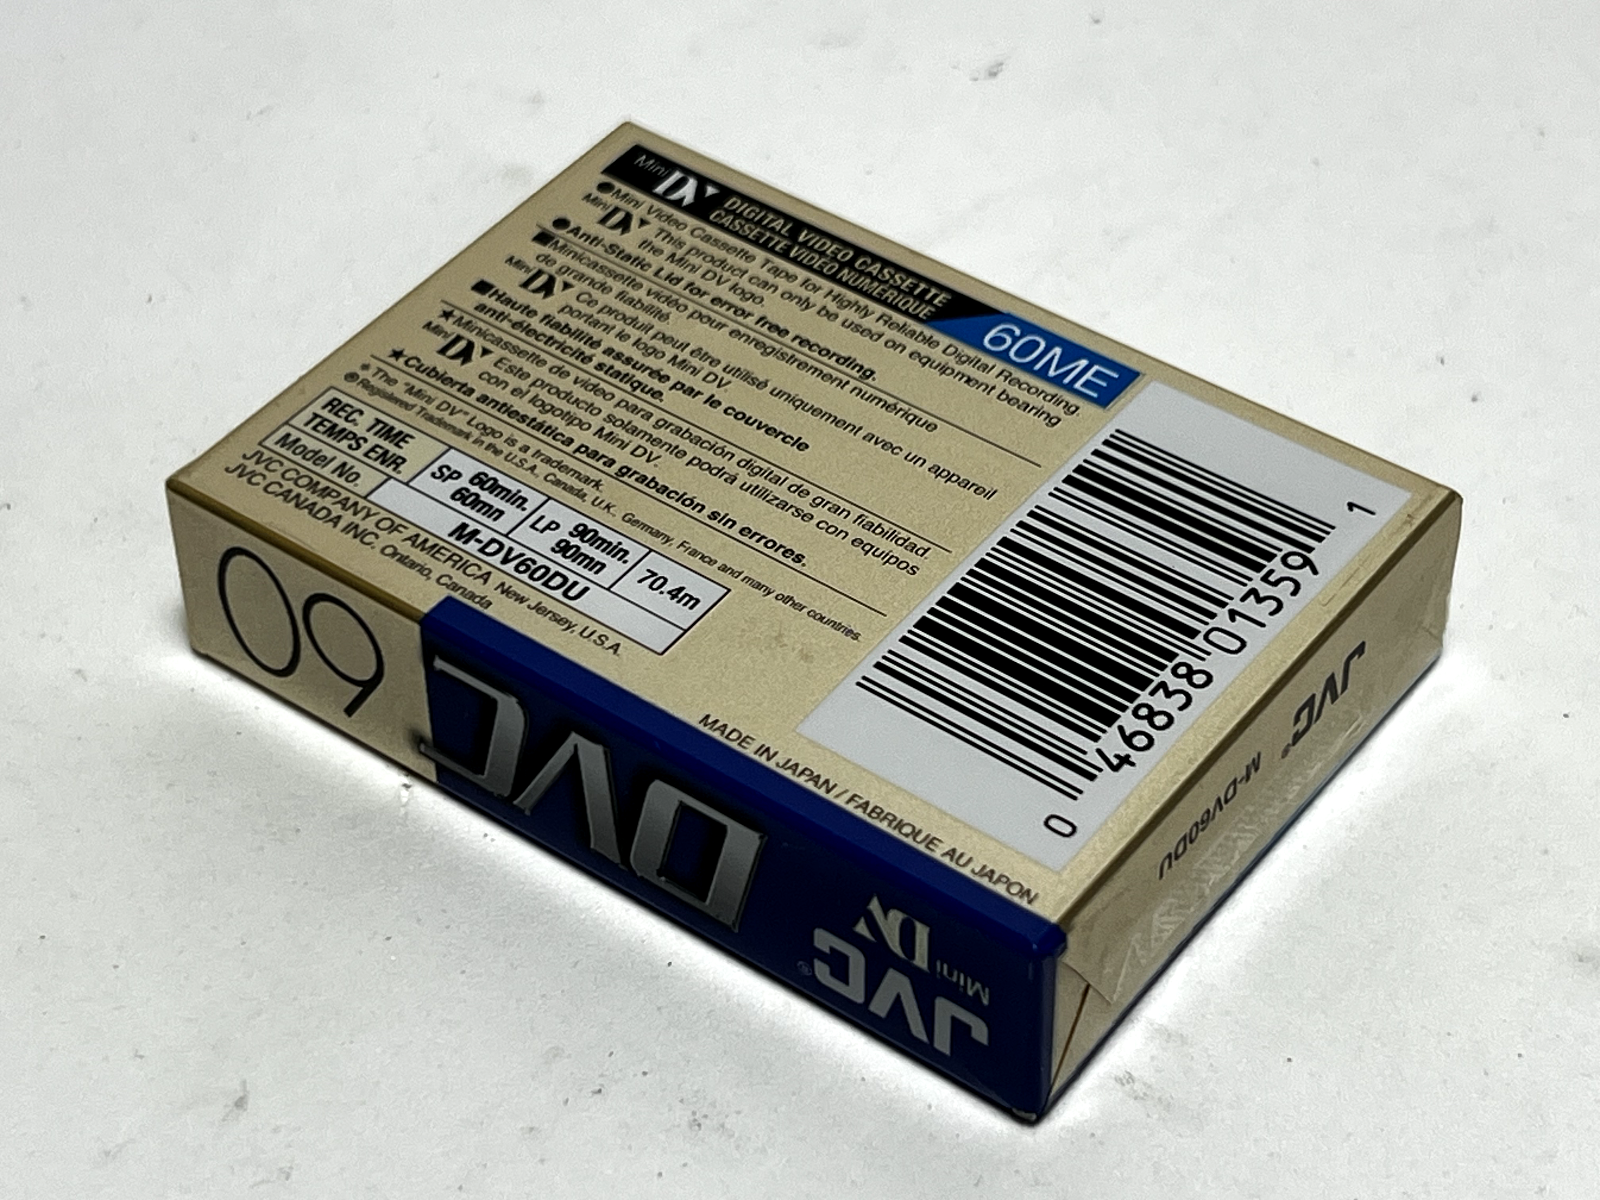 Mini DV DIGITAL VIDEO CASSETTE
CASSETTE VIDEO NUMERIQUE
60ME
●Mini Video Cassette Tape for Highly Reliable Digital Recording.
Mini DV This product can only be used on equipment bearing
the Mini DV logo.
●Anti-Static Lid for error free recording.
■Minicassette vidéo pour enregistrement numérique
de grande fiabilité.
Mini DV Ce produit peut être utilisé uniquement avec un appareil
portant le logo Mini DV.
■Haute fiabilité assurée par le couvercle
anti-électricité statique.
★Minicassette de video para grabación digital de gran fiabilidad.
Mini DV Este producto solamente podrá utilizarse con equipos
con el logotipo Mini DV.
★Cubierta antiestática para grabación sin errores.
The "Mini DV" Logo is a trademark.
®Registered Trademark in the U.S.A., Canada, U.K. Germany, France and many other countries.
REC. TIME
TEMPS ENR.
SP 60min.
60mn
LP 90min.
90mn
70.4m
Model No.
M-DV60DU
JVC COMPANY OF AMERICA New Jersey, U.S.A.
JVC CANADA INC. Ontario, Canada
MADE IN JAPAN / FABRIQUE AU JAPON
0 46838 01359 1
60
DVC
Mini DV
JVC®
JVC®
M-DV60DU